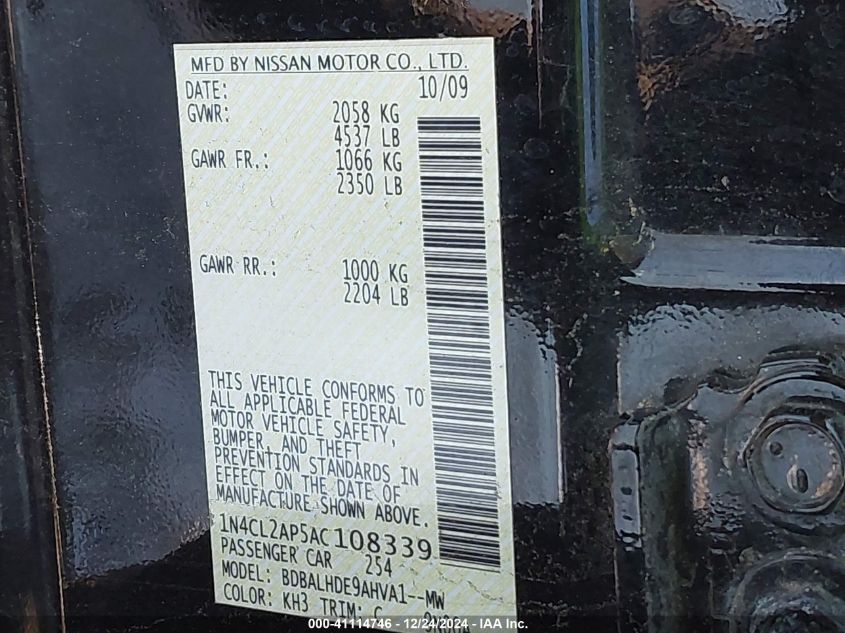 MFD BY NISSAN MOTOR CO., LTD.
DATE: 10/09
GVWR: 2058 KG
4537 LB
GAWR FR.: 1066 KG
2350 LB
GAWR RR.: 1000 KG
2204 LB
THIS VEHICLE CONFORMS TO
ALL APPLICABLE FEDERAL
MOTOR VEHICLE SAFETY,
BUMPER, AND THEFT
PREVENTION STANDARDS IN
EFFECT ON THE DATE OF
MANUFACTURE SHOWN ABOVE.
1N4CL2AP5AC108339
PASSENGER CAR 254
MODEL: BDBALHDE9AHVA1--MW
COLOR: KH3 TRIM: C
000-41114746 - 12/24/2024 - IAA Inc.